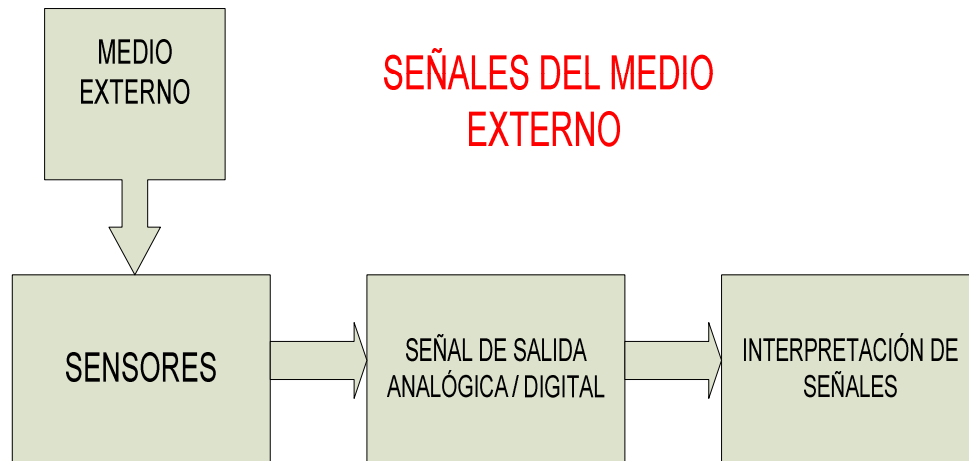 MEDIO
EXTERNO
SEÑALES DEL MEDIO
EXTERNO
SENSORES
SEÑAL DE SALIDA
ANALÓGICA / DIGITAL
INTERPRETACIÓN DE
SEÑALES